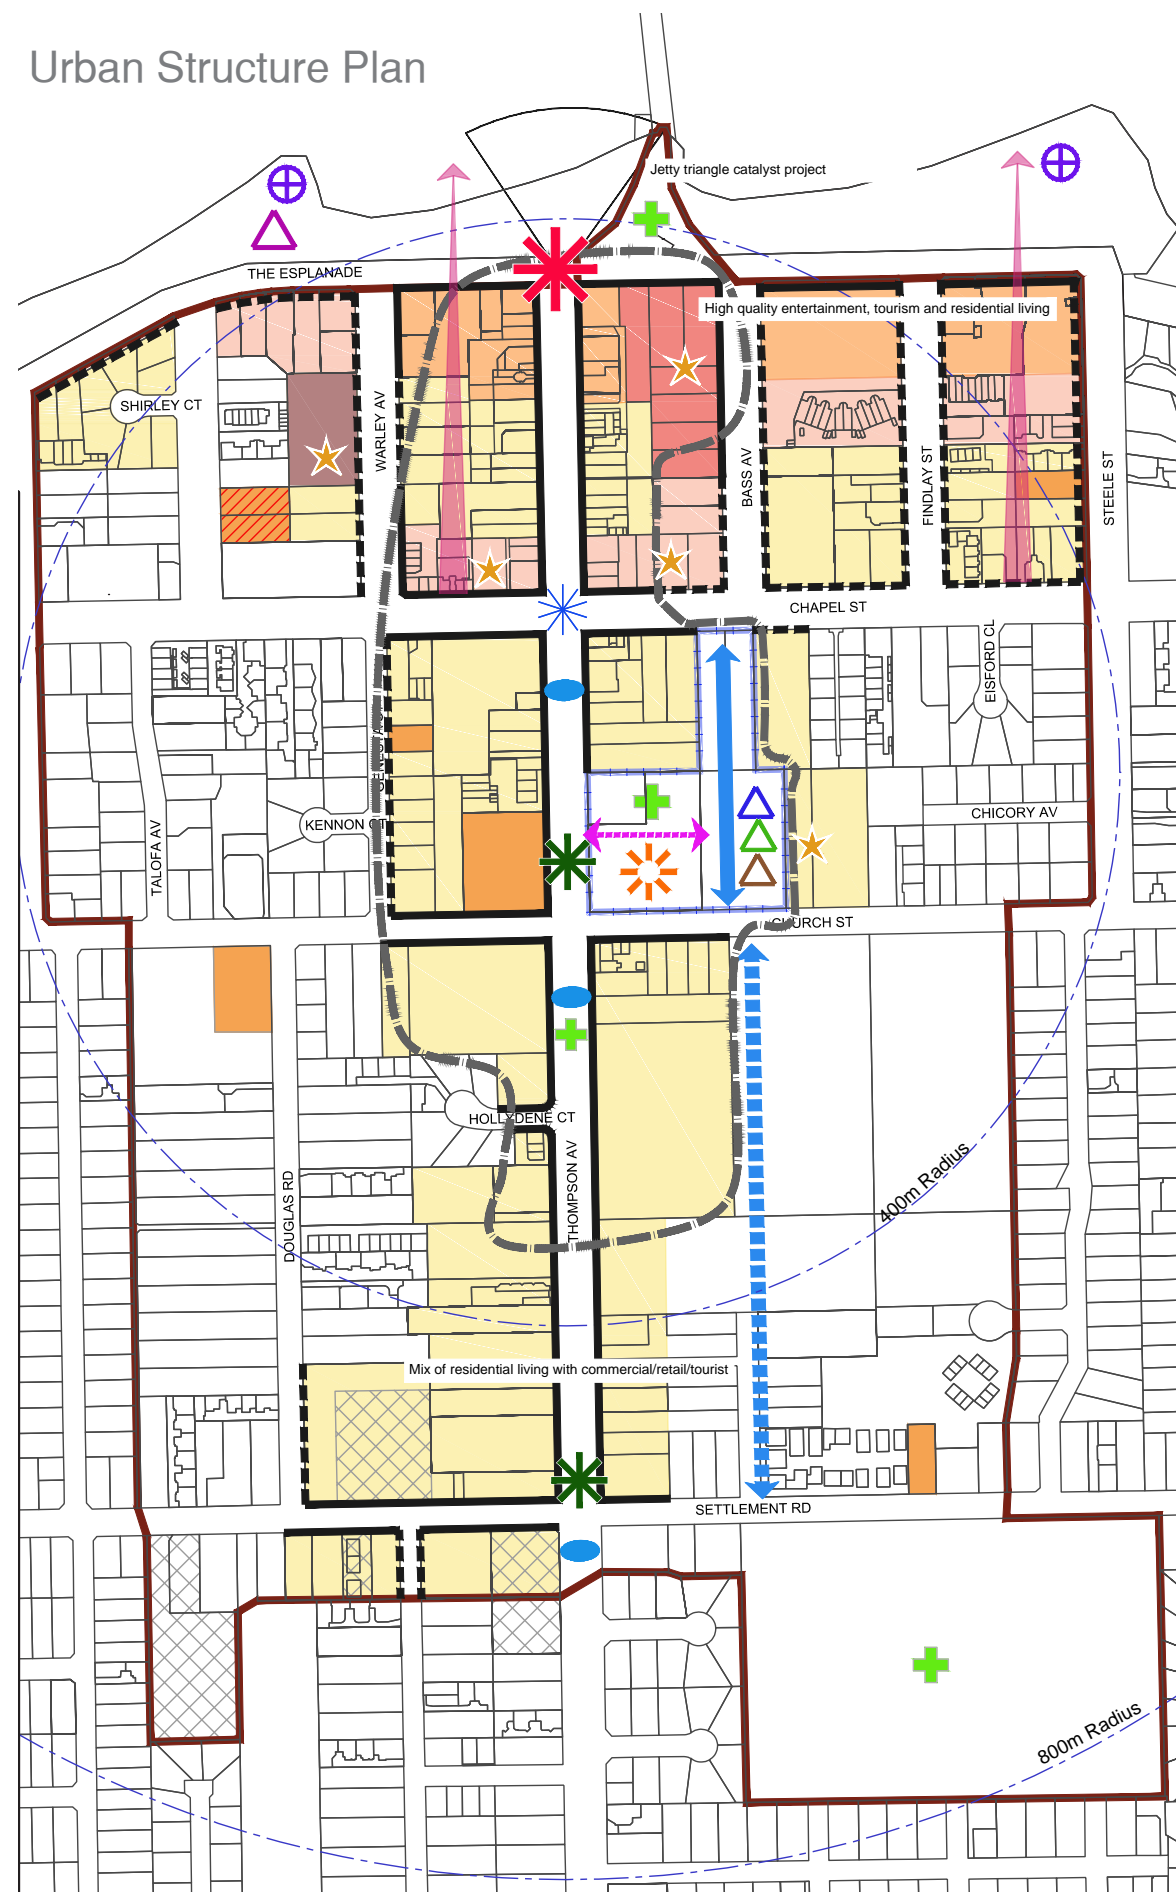 Urban Structure Plan
Jetty triangle catalyst project
THE ESPLANADE
High quality entertainment, tourism and residential living
SHIRLEY CT
WARLEY AV
BASS AV
FINDLAY ST
STEELE ST
CHAPEL ST
EISFORD CL
KENNON CT
CHICORY AV
TALOFA AV
CHURCH ST
HOLLYDENE CT
THOMPSON AV
DOUGLAS RD
400m Radius
Mix of residential living with commercial/retail/tourist
SETTLEMENT RD
800m Radius